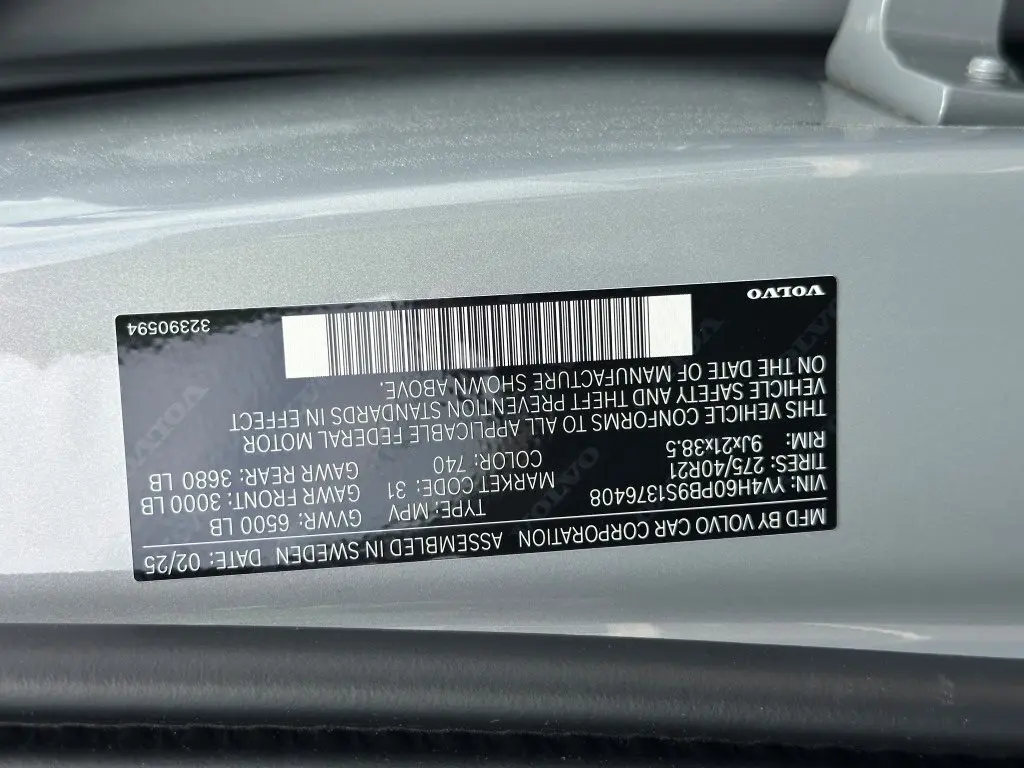 MFD BY VOLVO CAR CORPORATION ASSEMBLED IN SWEDEN DATE: 02/25
VIN: YV4H60PB9S1376408 TYPE: MPV GVWR: 6500 LB
TIRES: 275/40R21 MARKET CODE: 31 GAWR FRONT: 3000 LB
RIM: 9Jx21x38.5 COLOR: 740 GAWR REAR: 3680 LB
THIS VEHICLE CONFORMS TO ALL APPLICABLE FEDERAL MOTOR
VEHICLE SAFETY AND THEFT PREVENTION STANDARDS IN EFFECT
ON THE DATE OF MANUFACTURE SHOWN ABOVE.
VOLVO 32390594